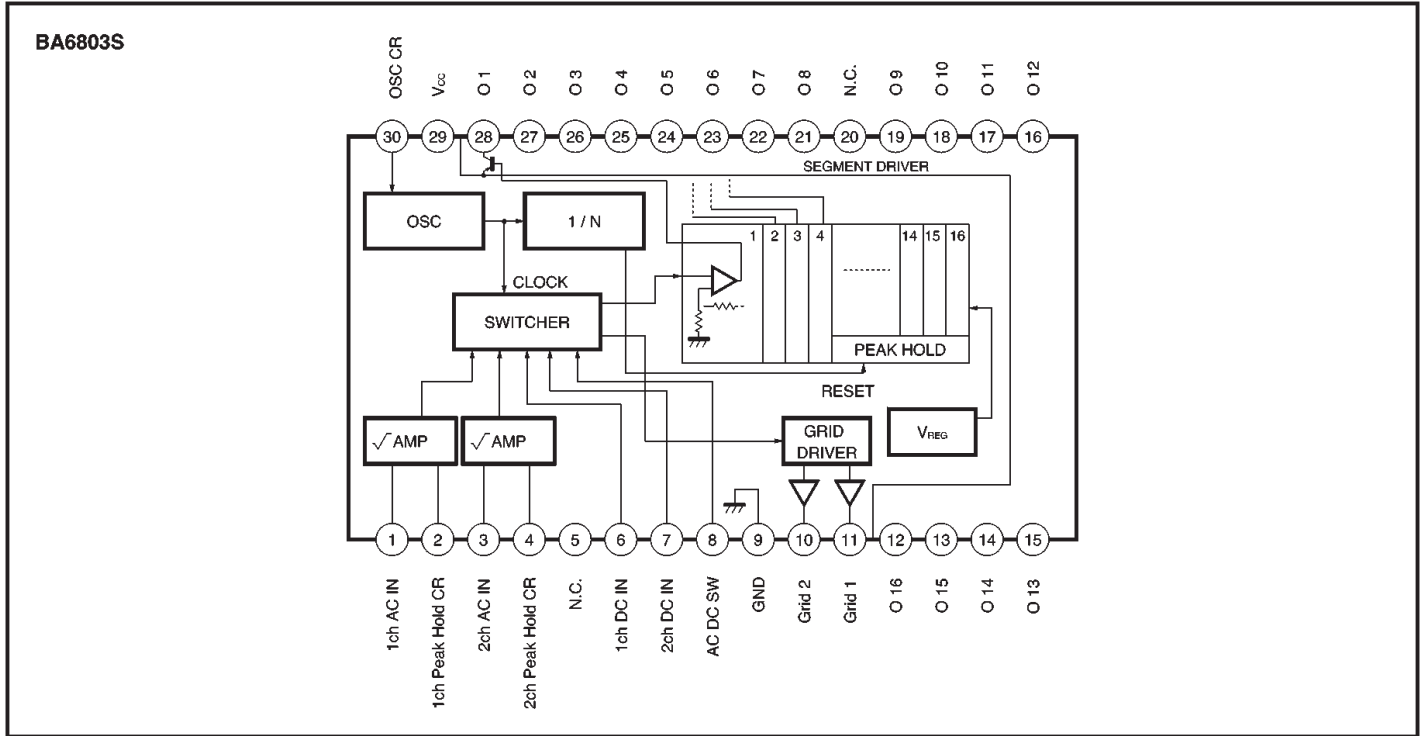 BA6803S
OSC CR
Vcc
O 1
O 2
O 3
O 4
O 5
O 6
O 7
O 8
N.C.
O 9
O 10
O 11
O 12
30 29 28 27 26 25 24 23 22 21 20 19 18 17 16
SEGMENT DRIVER
OSC
1 / N
1 2 3 4 14 15 16
CLOCK
SWITCHER
PEAK HOLD
RESET
√ AMP
√ AMP
GRID
DRIVER
VREG
1 2 3 4 5 6 7 8 9 10 11 12 13 14 15
1ch AC IN
1ch Peak Hold CR
2ch AC IN
2ch Peak Hold CR
N.C.
1ch DC IN
2ch DC IN
AC DC SW
GND
Grid 2
Grid 1
O 16
O 15
O 14
O 13